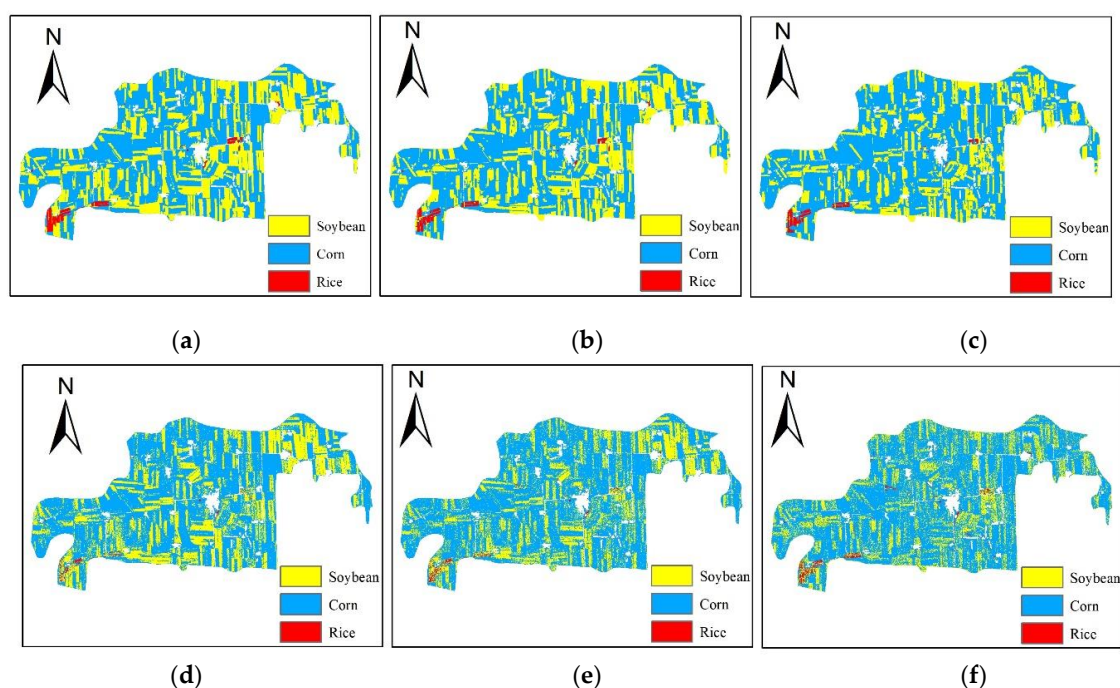 N
N
N
Soybean
Corn
Rice
Soybean
Corn
Rice
Soybean
Corn
Rice
(a)
(b)
(c)
N
N
N
Soybean
Corn
Rice
Soybean
Corn
Rice
Soybean
Corn
Rice
(d)
(e)
(f)